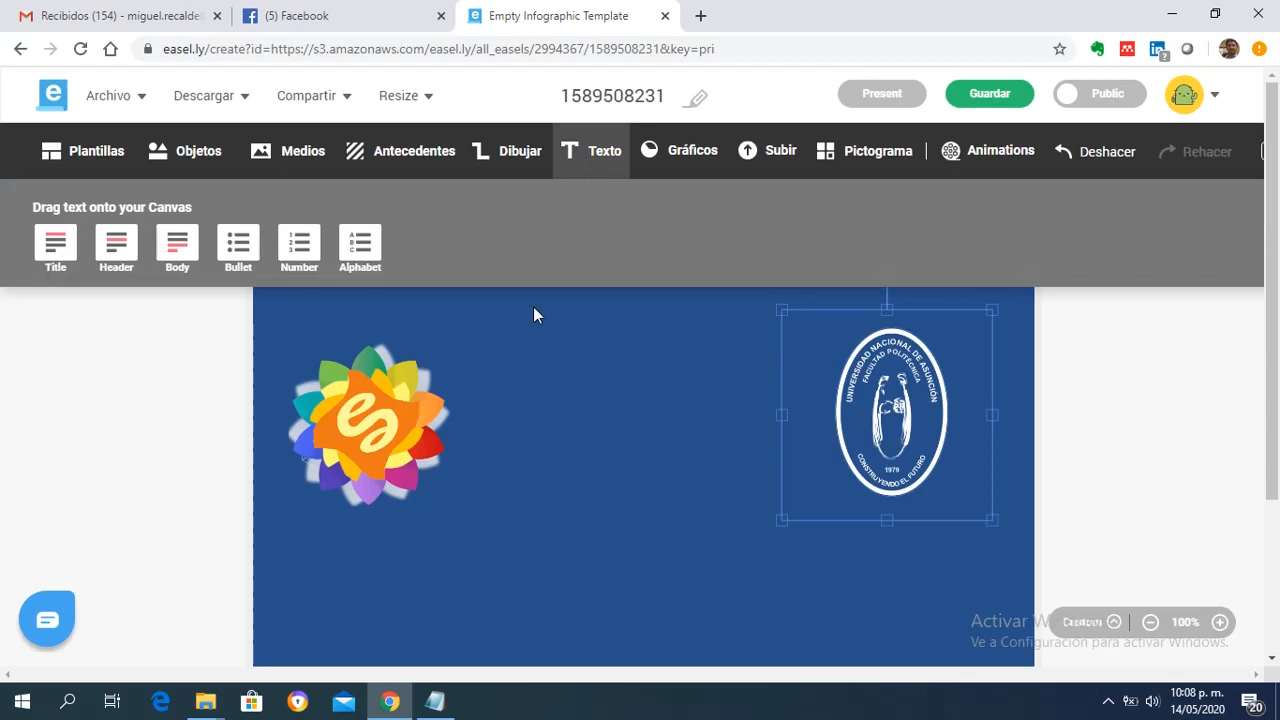 Recibidos (154) - miguel.recalde
(5) Facebook
Empty Infographic Template
easel.ly/create?id=https://s3.amazonaws.com/easel.ly/all_easels/2994367/1589508231&key=pri
Archivo
Descargar
Compartir
Resize
1589508231
Present
Guardar
Public
Plantillas
Objetos
Medios
Antecedentes
Dibujar
Texto
Gráficos
Subir
Pictograma
Animations
Deshacer
Rehacer
Drag text onto your Canvas
Title
Header
Body
Bullet
Number
Alphabet
UNIVERSIDAD NACIONAL DE ASUNCIÓN
FACULTAD POLITÉCNICA
1979
CONSTRUYENDO EL FUTURO
Activar
Ve a Configuración para activar Windows.
100%
10:08 p. m.
14/05/2020
20